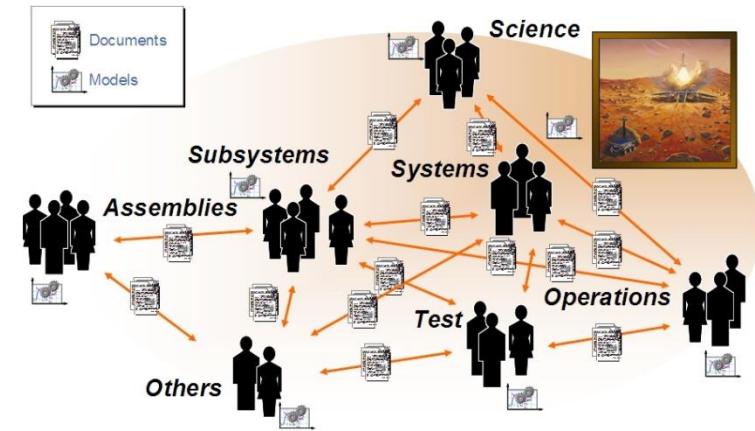 Documents
Models
Science
Subsystems
Systems
Assemblies
Operations
Test
Others